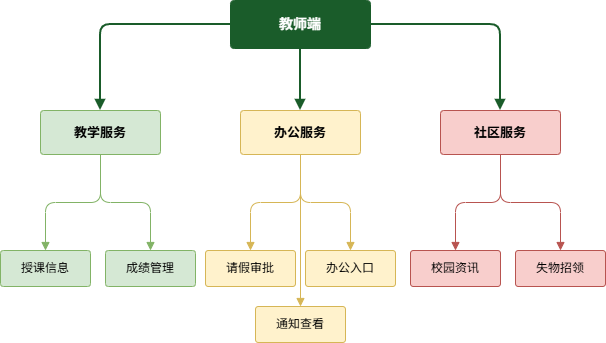 教师端
教学服务
办公服务
社区服务
授课信息
成绩管理
请假审批
办公入口
校园资讯
失物招领
通知查看